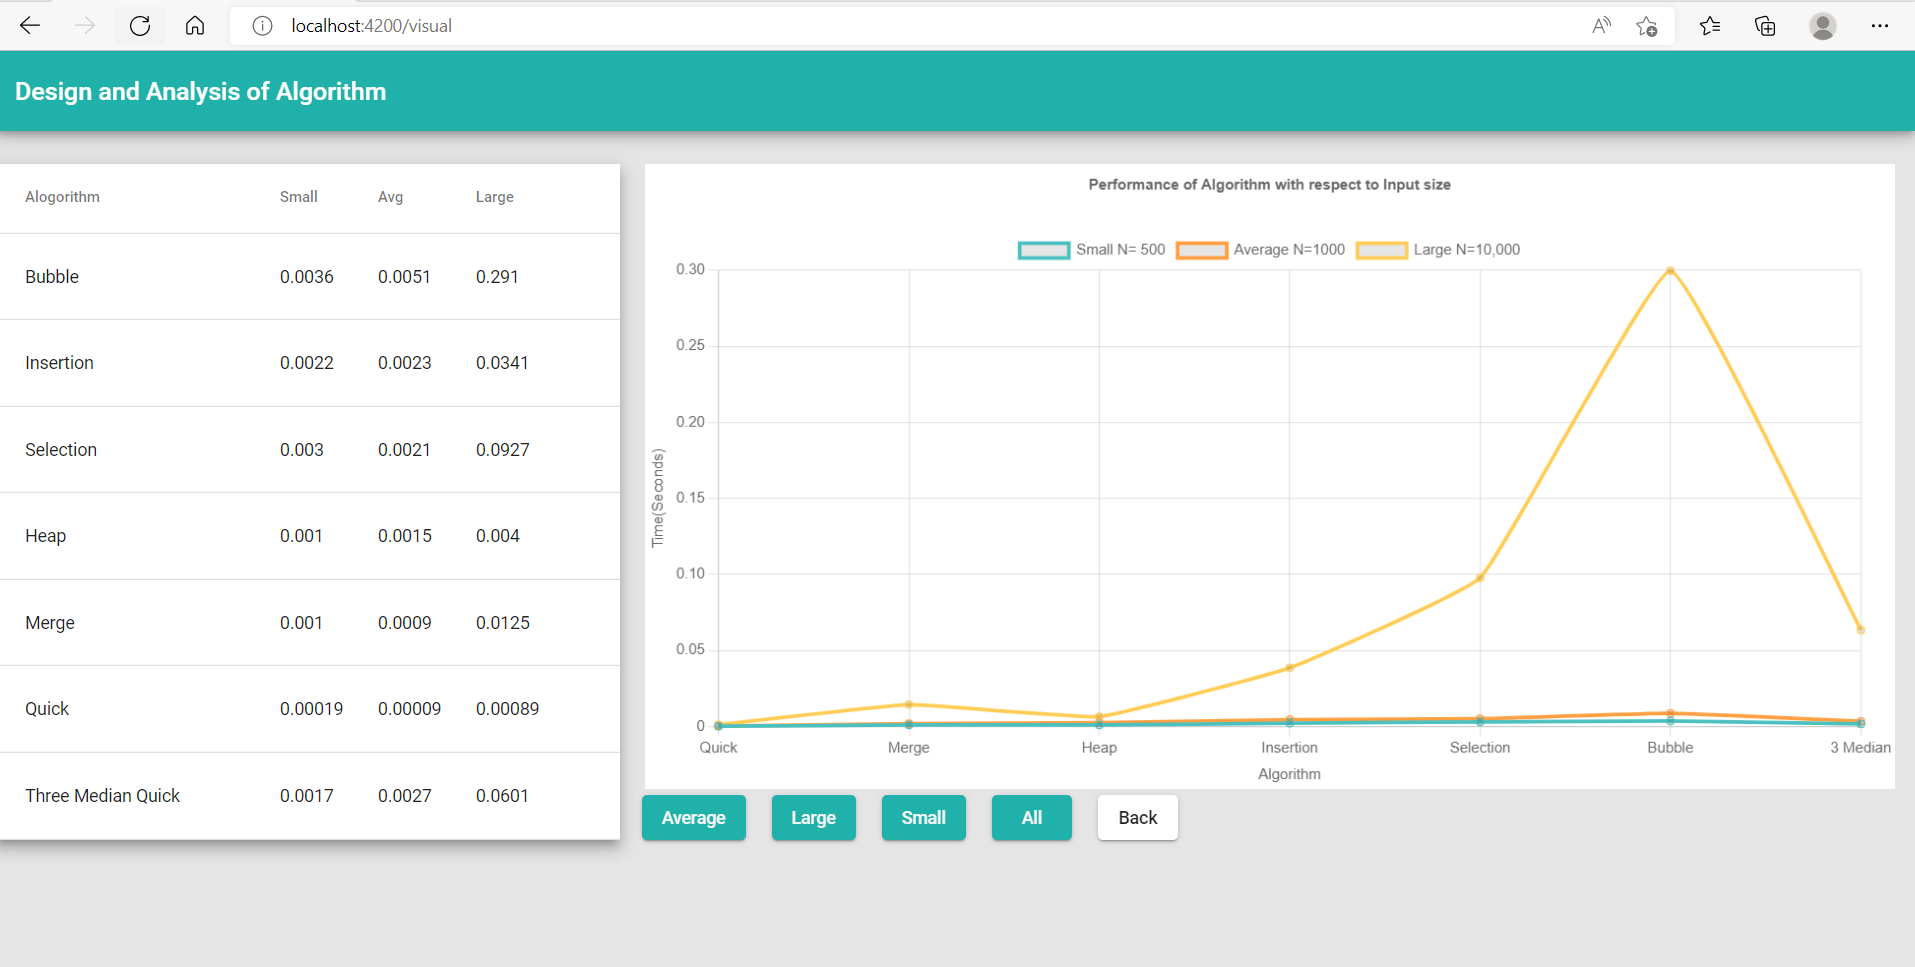 localhost:4200/visual
Design and Analysis of Algorithm
Alogorithm Small Avg Large
Bubble 0.0036 0.0051 0.291
Insertion 0.0022 0.0023 0.0341
Selection 0.003 0.0021 0.0927
Heap 0.001 0.0015 0.004
Merge 0.001 0.0009 0.0125
Quick 0.00019 0.00009 0.00089
Three Median Quick 0.0017 0.0027 0.0601
Performance of Algorithm with respect to Input size
Small N= 500 Average N=1000 Large N=10,000
0.30
0.25
0.20
0.15
0.10
0.05
0
Time(Seconds)
Quick Merge Heap Insertion Selection Bubble 3 Median
Algorithm
Average Large Small All Back